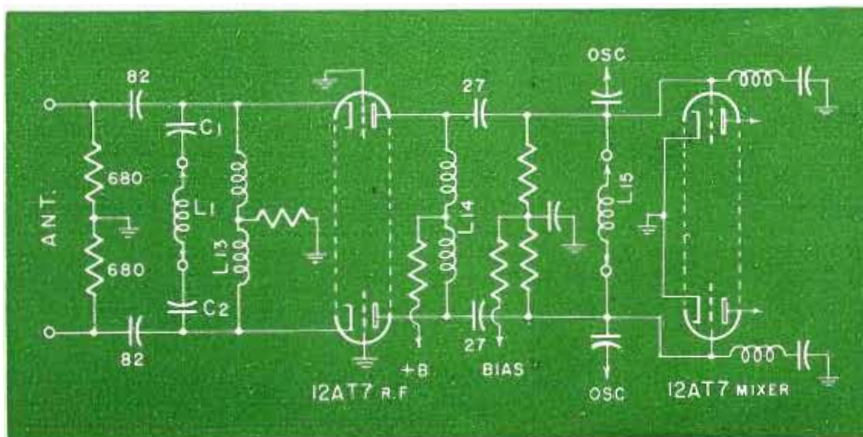 82
C1
680
ANT.
L1
L13
680
C2
82
12AT7 R.F
27
L14
+B
27
BIAS
OSC
L15
OSC
12AT7 MIXER